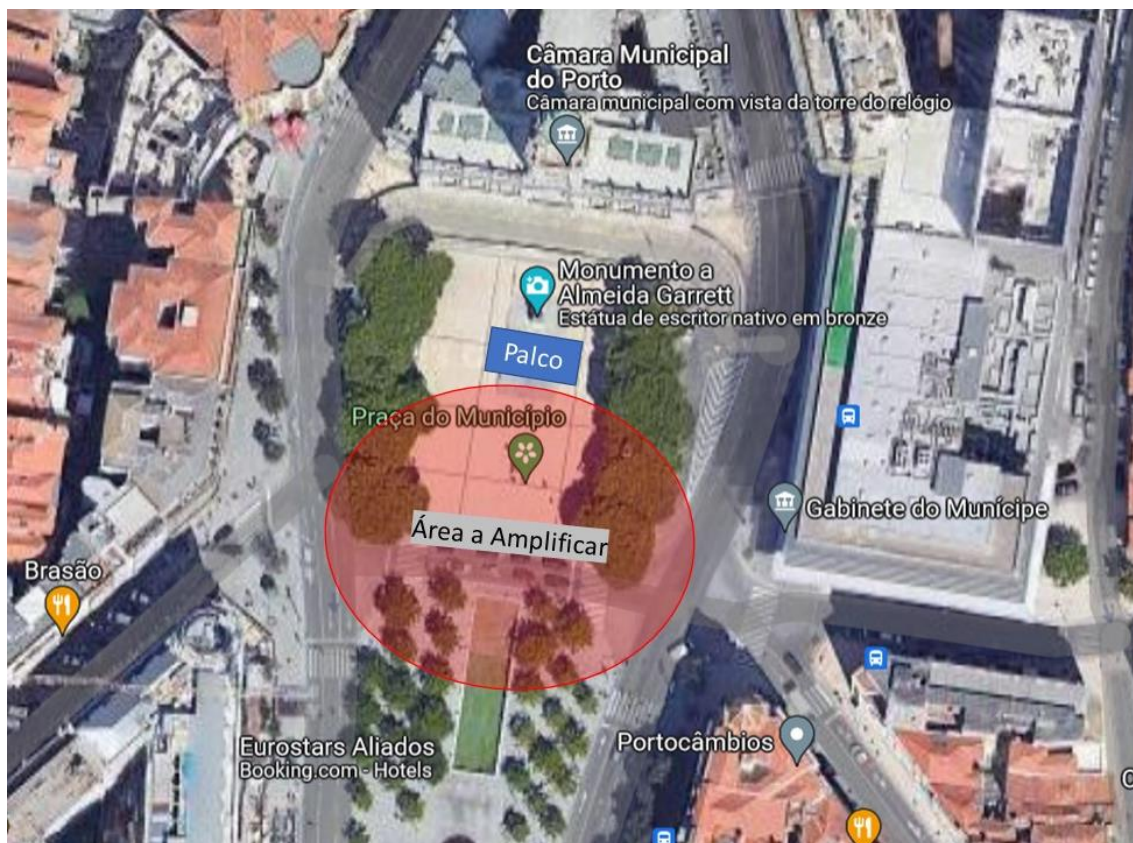 Câmara Municipal
do Porto
Câmara municipal com vista da torre do relógio
Monumento a
Almeida Garrett
Estátua de escritor nativo em bronze
Palco
Praça do Município
Gabinete do Munícipe
Área a Amplificar
Brasão
Eurostars Aliados
Booking.com - Hotels
Portocâmbios